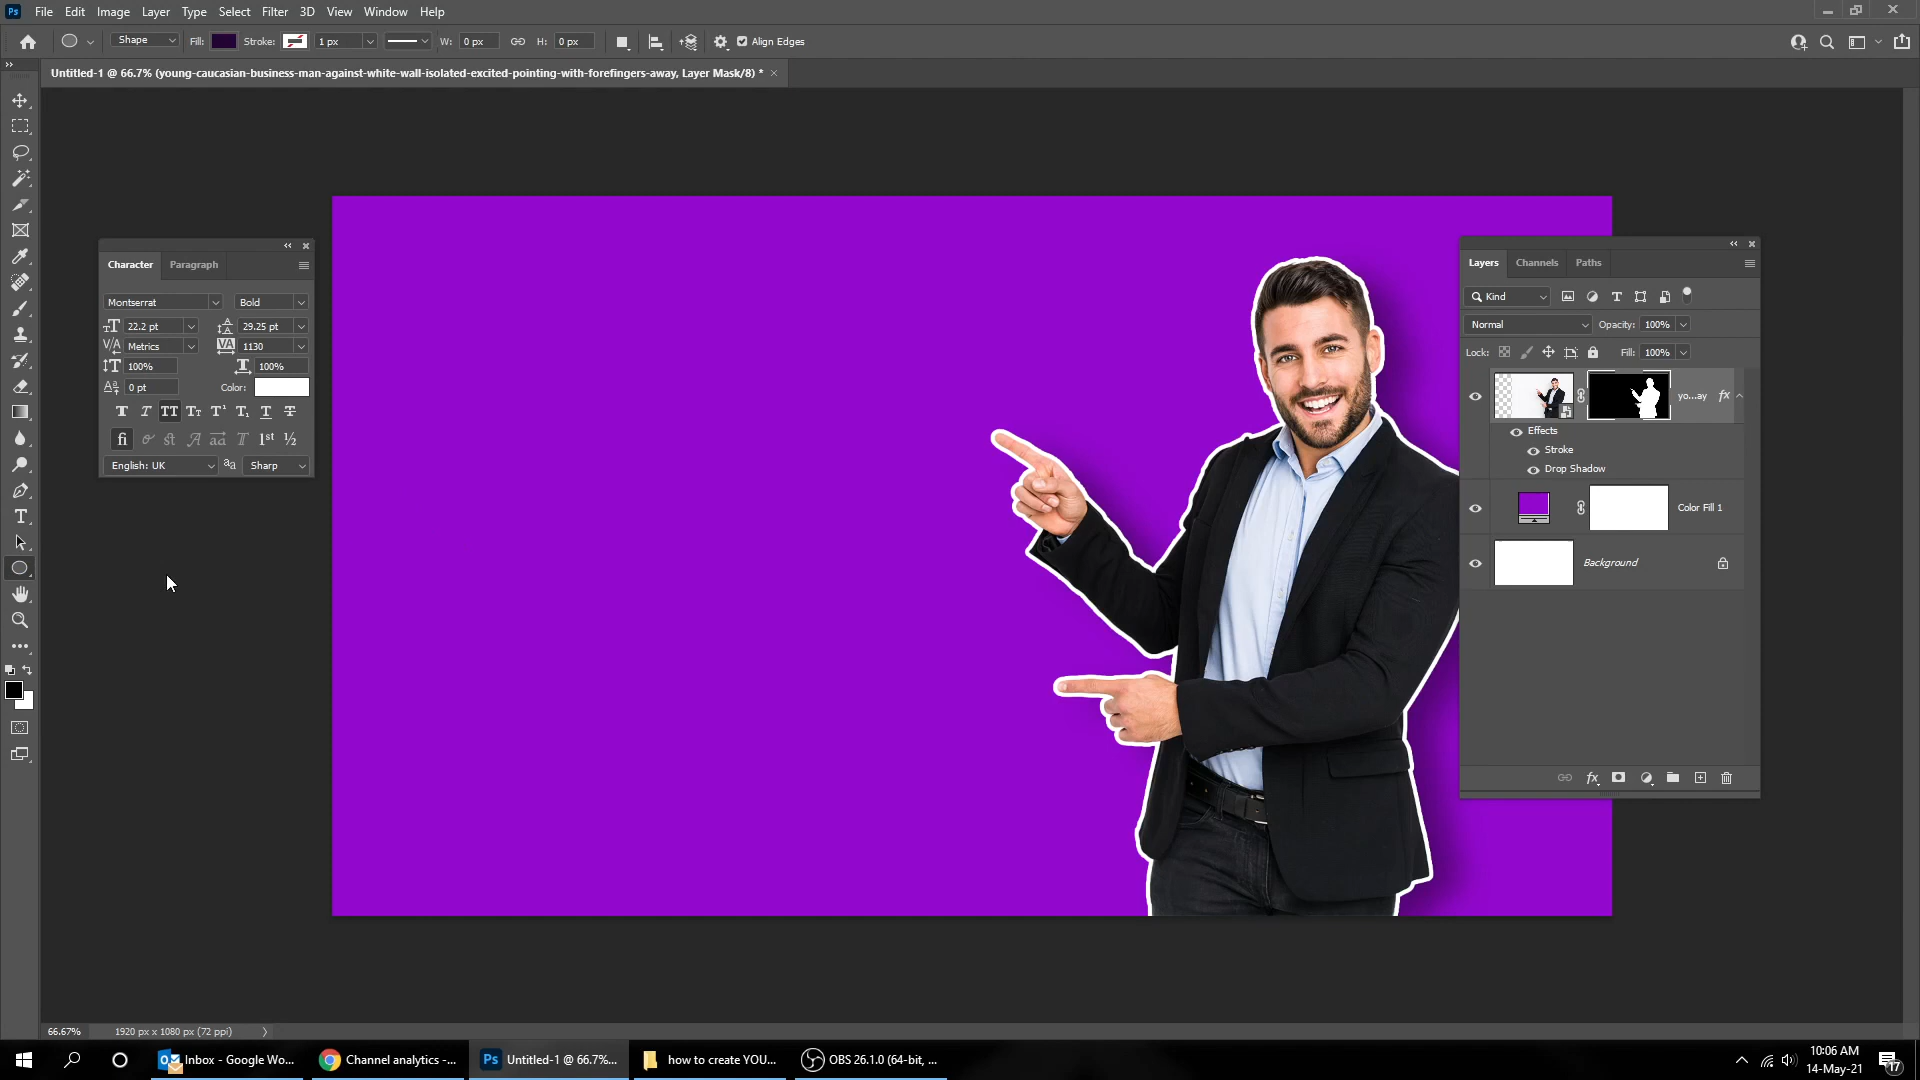 Ps File Edit Image Layer Type Select Filter 3D View Window Help
Shape Fill: Stroke: 1 px W: 0 px H: 0 px Align Edges
Untitled-1 @ 66.7% (young-caucasian-business-man-against-white-wall-isolated-excited-pointing-with-forefingers-away, Layer Mask/8) *
Character Paragraph
Montserrat Bold
22.2 pt 29.25 pt
Metrics 1130
100% 100%
0 pt Color:
English: UK Sharp
Layers Channels Paths
Kind
Normal Opacity: 100%
Lock: Fill: 100%
yo...ay fx
Effects
Stroke
Drop Shadow
Color Fill 1
Background
66.67% 1920 px x 1080 px (72 ppi)
Inbox - Google Wo... Channel analytics -... Ps Untitled-1 @ 66.7%... how to create YOU... OBS 26.1.0 (64-bit, ...
10:06 AM
14-May-21
17